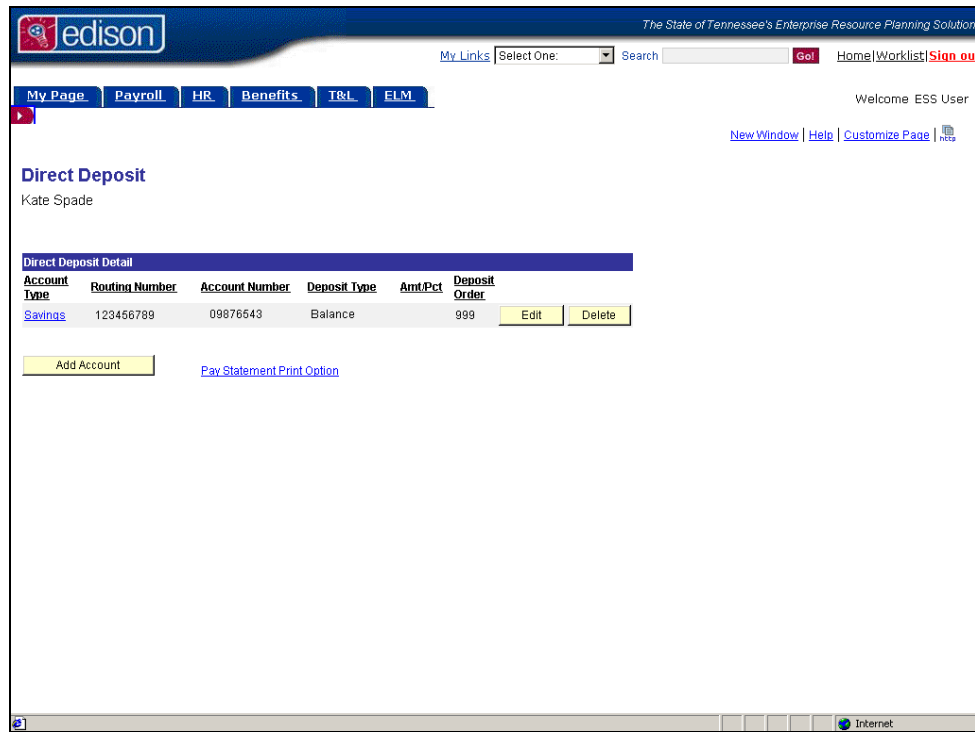 edison
The State of Tennessee's Enterprise Resource Planning Solution
My Links Select One: Search Go! Home|Worklist|Sign ou
My Page Payroll HR Benefits T&L ELM
Welcome ESS User
New Window | Help | Customize Page | http
Direct Deposit
Kate Spade
Direct Deposit Detail
Account Type Routing Number Account Number Deposit Type Amt/Pct Deposit Order
Savings 123456789 09876543 Balance 999 Edit Delete
Add Account Pay Statement Print Option
Internet